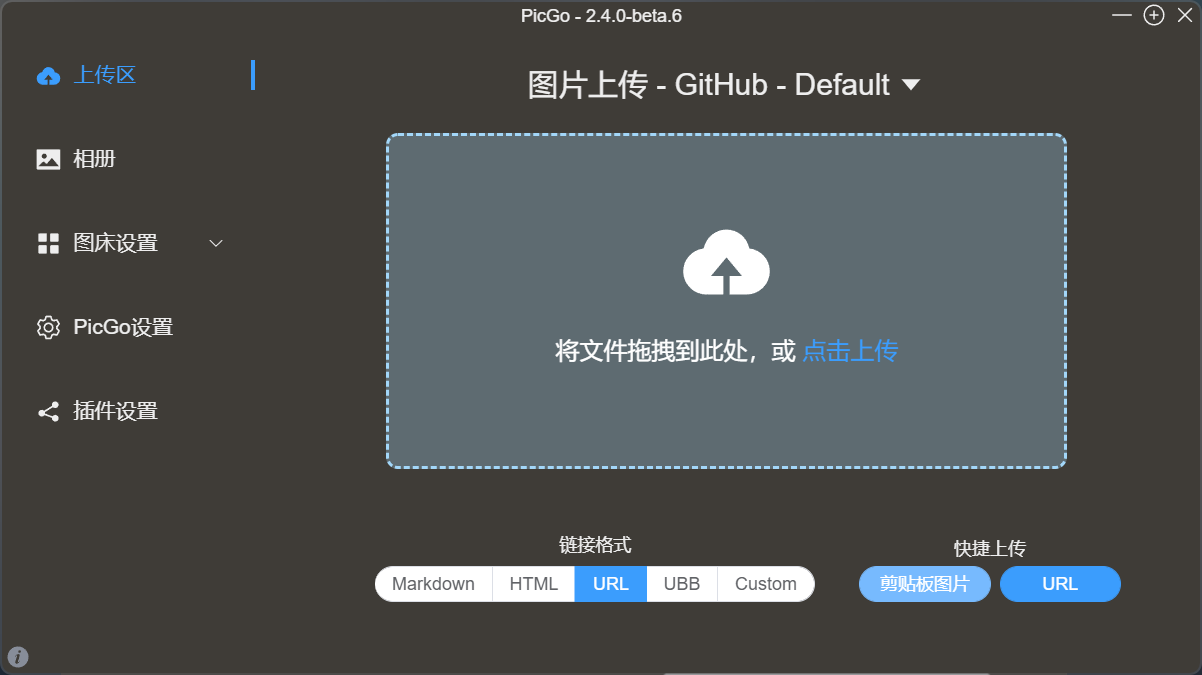 PicGo - 2.4.0-beta.6
上传区
相册
图床设置
PicGo设置
插件设置
图片上传 - GitHub - Default
将文件拖拽到此处，或 点击上传
链接格式
Markdown HTML URL UBB Custom
快捷上传
剪贴板图片 URL
i